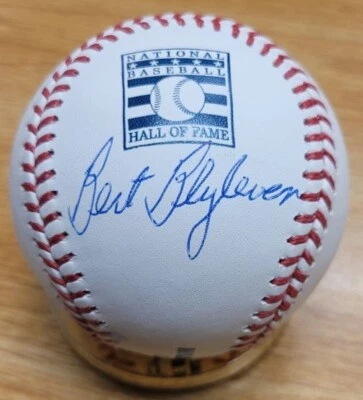 NATIONAL
BASEBALL
HALL OF FAME
Bert Blyleven